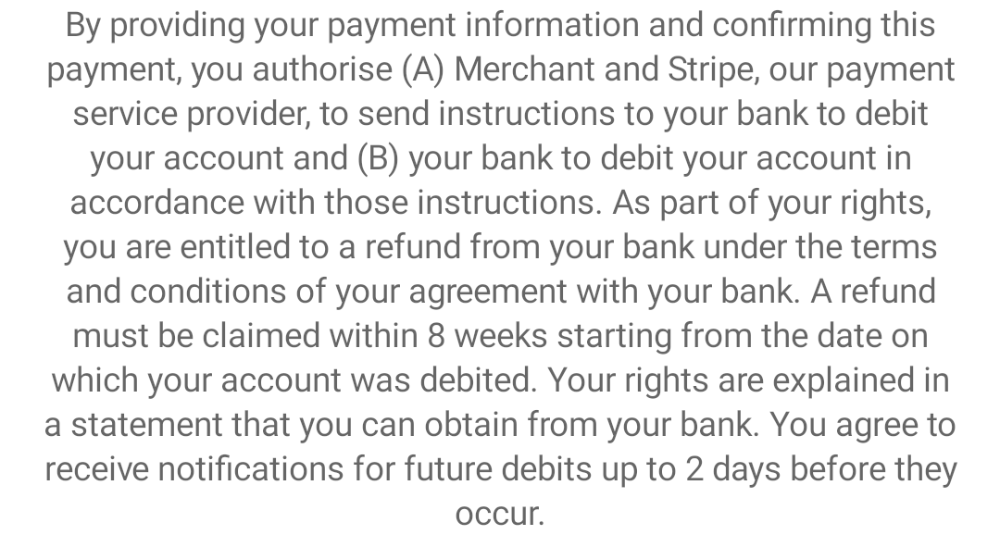 By providing your payment information and confirming this
payment, you authorise (A) Merchant and Stripe, our payment
service provider, to send instructions to your bank to debit
your account and (B) your bank to debit your account in
accordance with those instructions. As part of your rights,
you are entitled to a refund from your bank under the terms
and conditions of your agreement with your bank. A refund
must be claimed within 8 weeks starting from the date on
which your account was debited. Your rights are explained in
a statement that you can obtain from your bank. You agree to
receive notifications for future debits up to 2 days before they
occur.